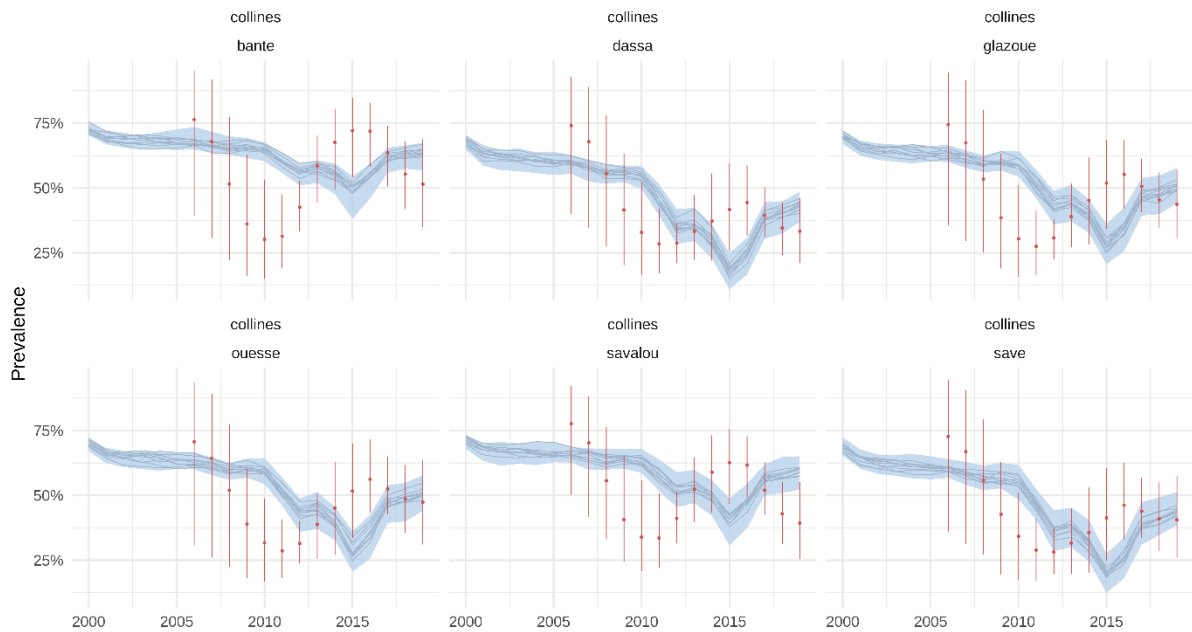 collines collines collines
bante dassa glazoue
75%
50%
25%
Prevalence
collines collines collines
ouesse savalou save
75%
50%
25%
2000 2005 2010 2015 2000 2005 2010 2015 2000 2005 2010 2015